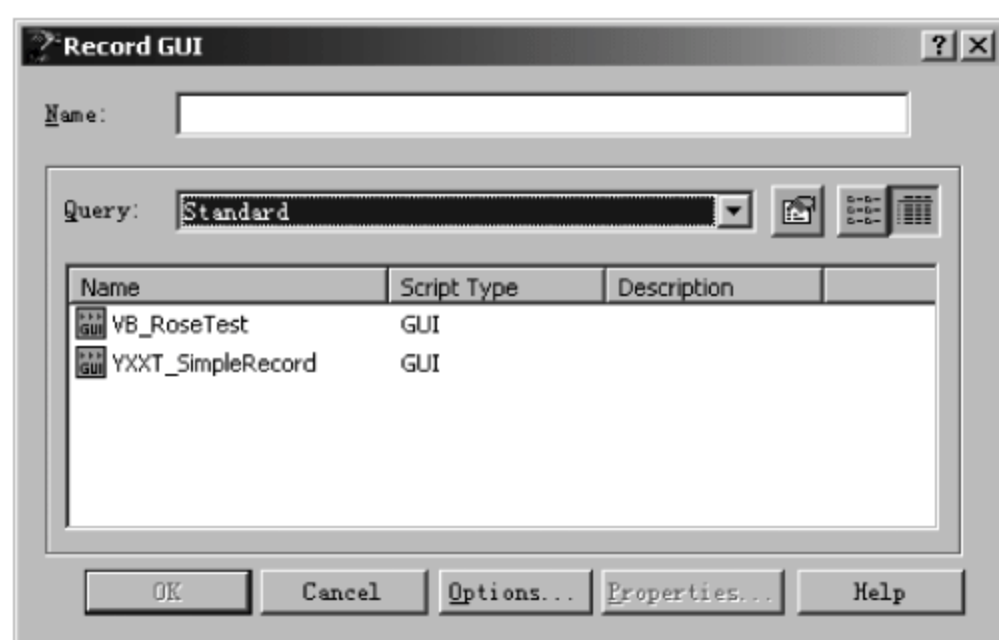 Record GUI
Name:
Query: Standard
Name Script Type Description
VB_RoseTest GUI
YXXT_SimpleRecord GUI
OK Cancel Options... Properties... Help